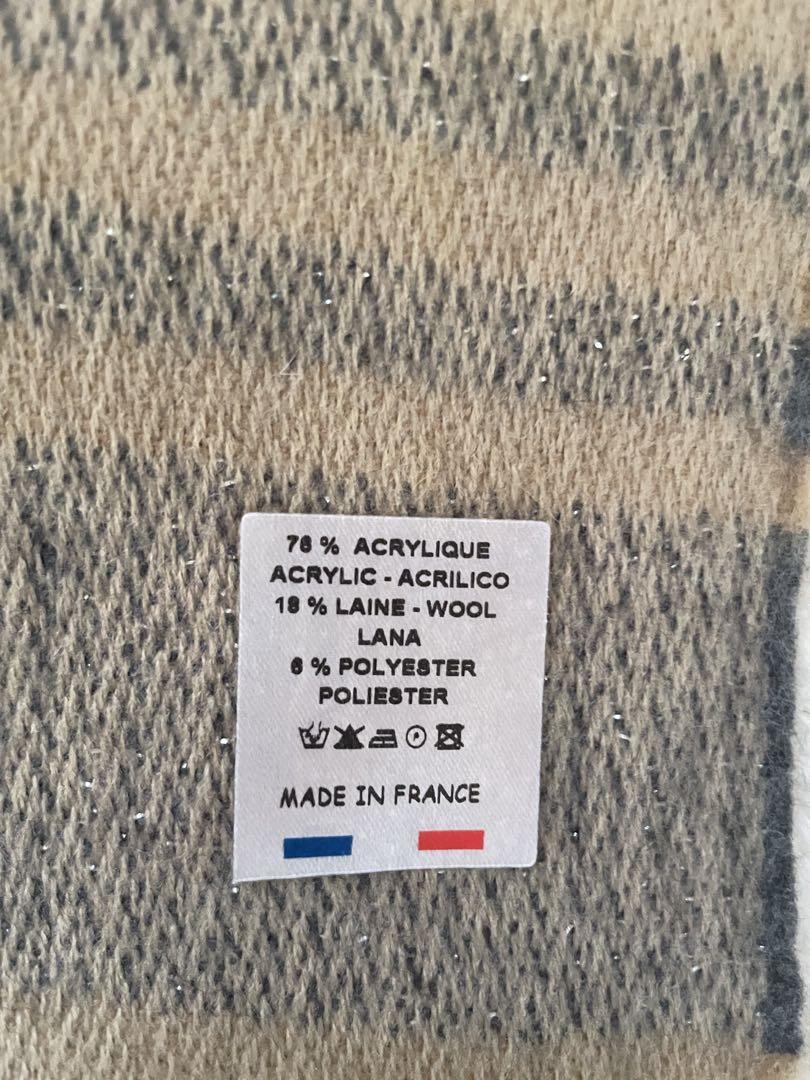 76 % ACRYLIQUE
ACRYLIC - ACRILICO
18 % LAINE - WOOL
LANA
6 % POLYESTER
POLIESTER
MADE IN FRANCE